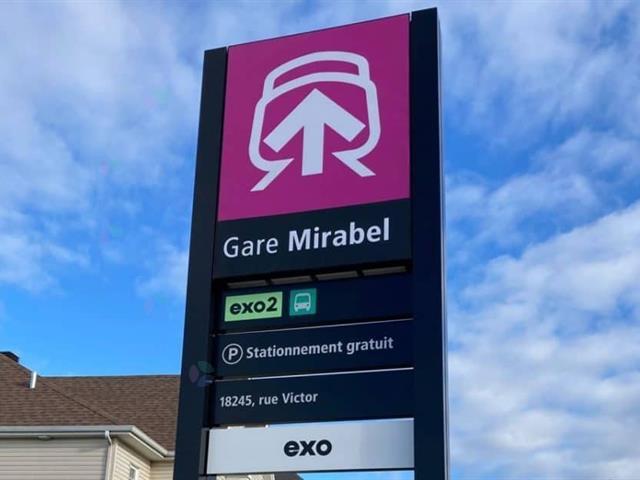 Gare Mirabel
exo2
P Stationnement gratuit
18245, rue Victor
exo